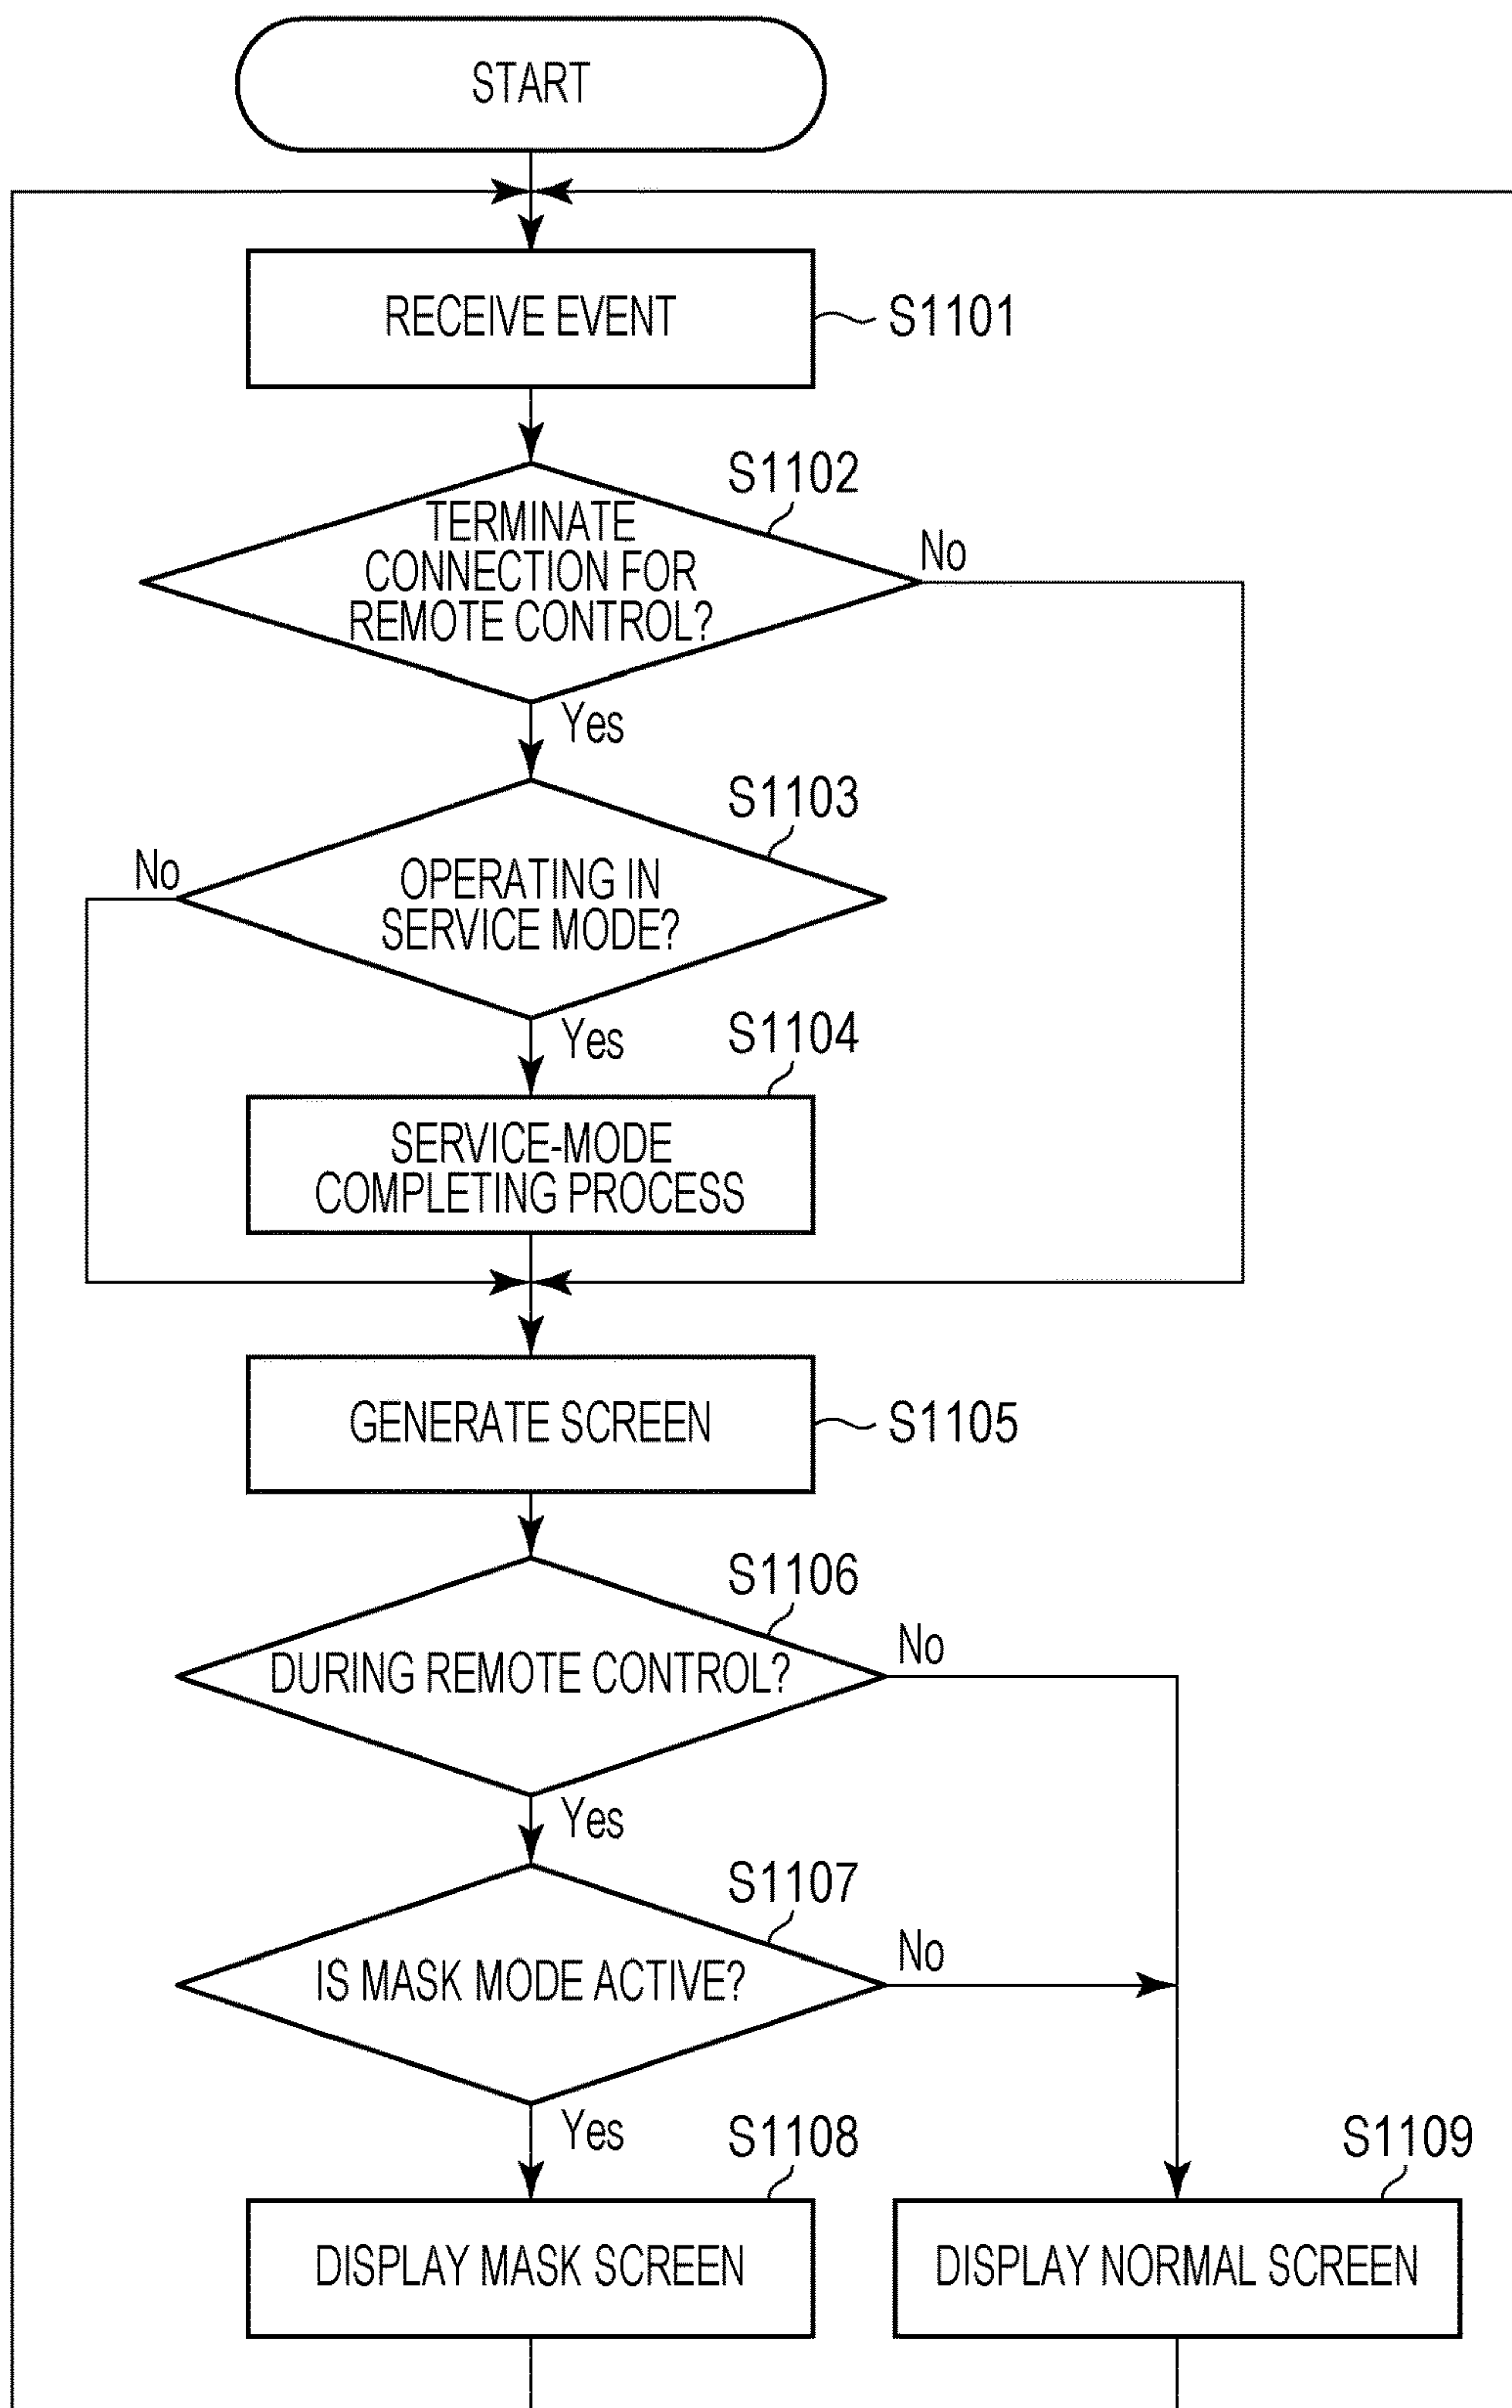 START
RECEIVE EVENT
S1101
S1102
TERMINATE
CONNECTION FOR
REMOTE CONTROL?
No
Yes
S1103
No
OPERATING IN
SERVICE MODE?
Yes
S1104
SERVICE-MODE
COMPLETING PROCESS
GENERATE SCREEN
S1105
S1106
DURING REMOTE CONTROL?
No
Yes
S1107
IS MASK MODE ACTIVE?
No
Yes
S1108
S1109
DISPLAY MASK SCREEN
DISPLAY NORMAL SCREEN